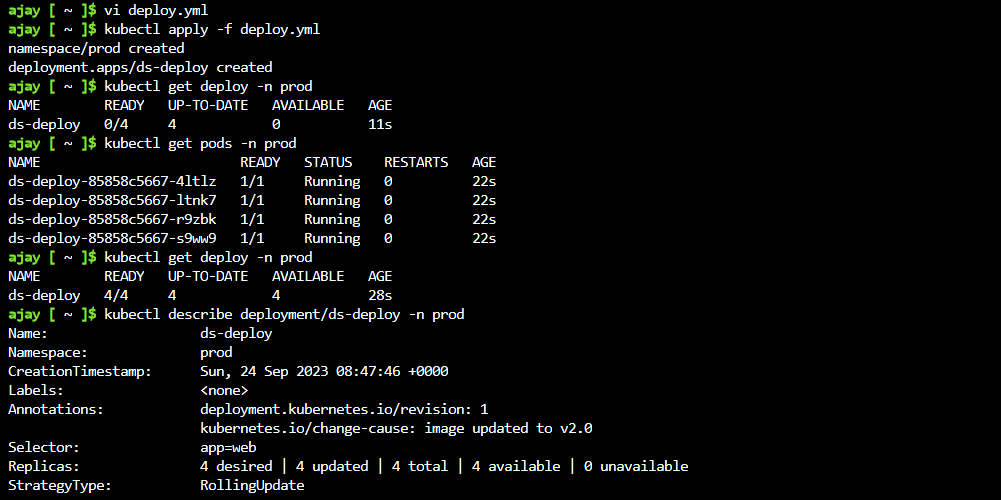 ajay [ ~ ]$ vi deploy.yml
ajay [ ~ ]$ kubectl apply -f deploy.yml
namespace/prod created
deployment.apps/ds-deploy created
ajay [ ~ ]$ kubectl get deploy -n prod
NAME        READY   UP-TO-DATE   AVAILABLE   AGE
ds-deploy   0/4     4            0           11s
ajay [ ~ ]$ kubectl get pods -n prod
NAME                         READY   STATUS    RESTARTS   AGE
ds-deploy-85858c5667-4ltlz   1/1     Running   0          22s
ds-deploy-85858c5667-ltnk7   1/1     Running   0          22s
ds-deploy-85858c5667-r9zbk   1/1     Running   0          22s
ds-deploy-85858c5667-s9ww9   1/1     Running   0          22s
ajay [ ~ ]$ kubectl get deploy -n prod
NAME        READY   UP-TO-DATE   AVAILABLE   AGE
ds-deploy   4/4     4            4           28s
ajay [ ~ ]$ kubectl describe deployment/ds-deploy -n prod
Name:                   ds-deploy
Namespace:              prod
CreationTimestamp:      Sun, 24 Sep 2023 08:47:46 +0000
Labels:                 <none>
Annotations:            deployment.kubernetes.io/revision: 1
                        kubernetes.io/change-cause: image updated to v2.0
Selector:               app=web
Replicas:               4 desired | 4 updated | 4 total | 4 available | 0 unavailable
StrategyType:           RollingUpdate